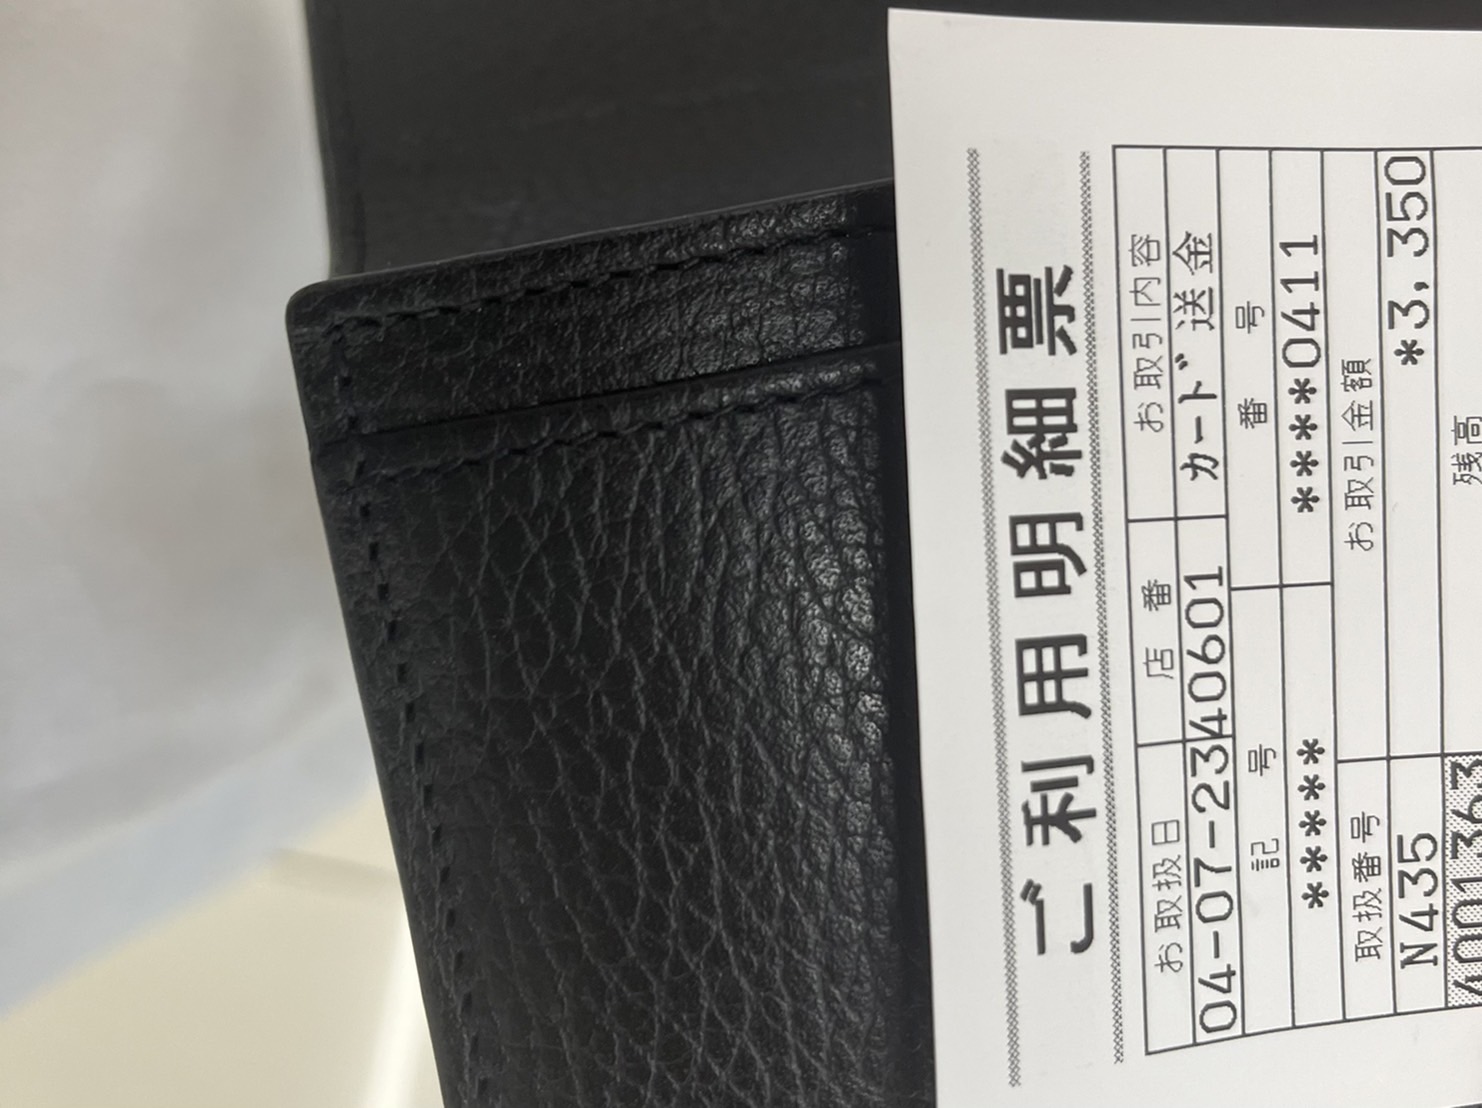 ご利用明細票
お取扱日 店番 お取引内容
04-07-23 40601 カード送金
記号 番号
***** ****0411
取扱番号 お取引金額
N435 *3,350
残高